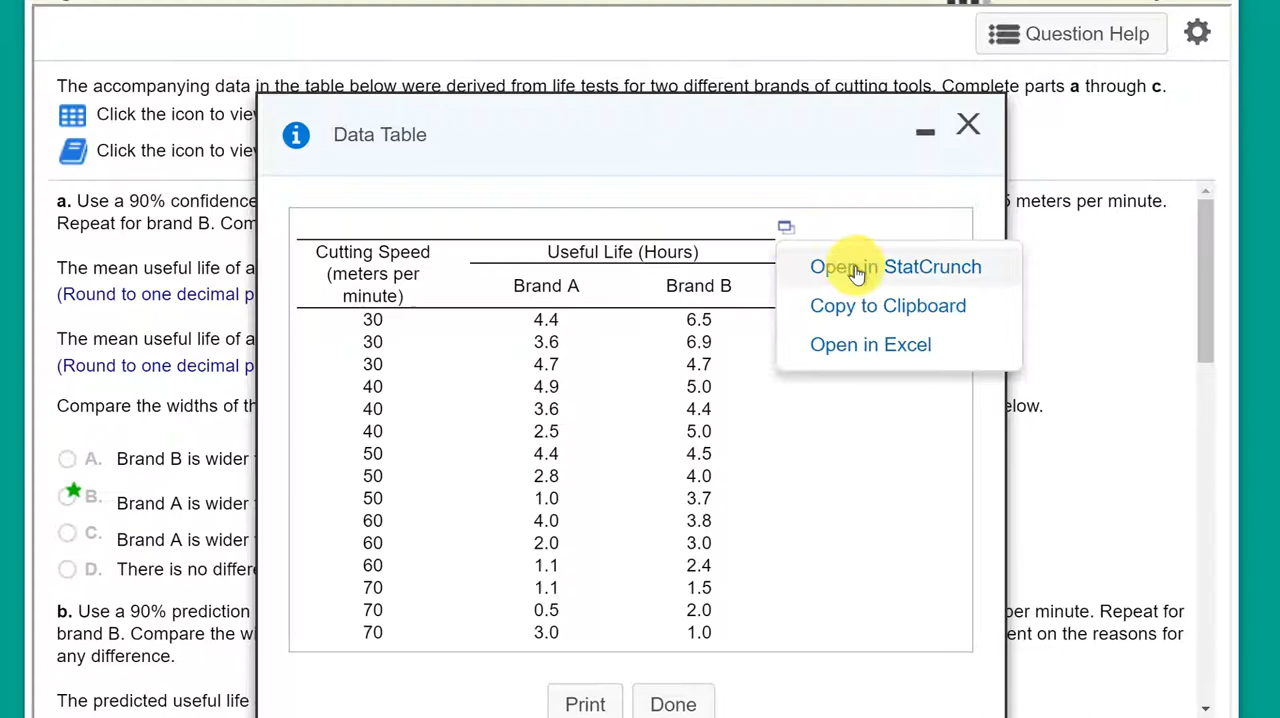 Question Help
The accompanying data in the table below were derived from life tests for two different brands of cutting tools. Complete parts a through c.
Click the icon to
Click the icon to
Data Table
a. Use a 90% confidence
5 meters per minute.
Repeat for brand B.
The mean useful life of a
(Round to one decimal
The mean useful life of a
(Round to one decimal
Compare the widths of
A. Brand B is wider
B. Brand A is wider
C. Brand A is wider
D. There is no
b. Use a 90% prediction
per minute. Repeat for
brand B. Compare the
on the reasons for
any difference.
The predicted useful life
Cutting Speed (meters per minute)
Useful Life (Hours)
Brand A Brand B
30 4.4 6.5
30 3.6 6.9
30 4.7 4.7
40 4.9 5.0
40 3.6 4.4
40 2.5 5.0
50 4.4 4.5
50 2.8 4.0
50 1.0 3.7
60 4.0 3.8
60 2.0 3.0
60 1.1 2.4
70 1.1 1.5
70 0.5 2.0
70 3.0 1.0
Open in StatCrunch
Copy to Clipboard
Open in Excel
Print
Done